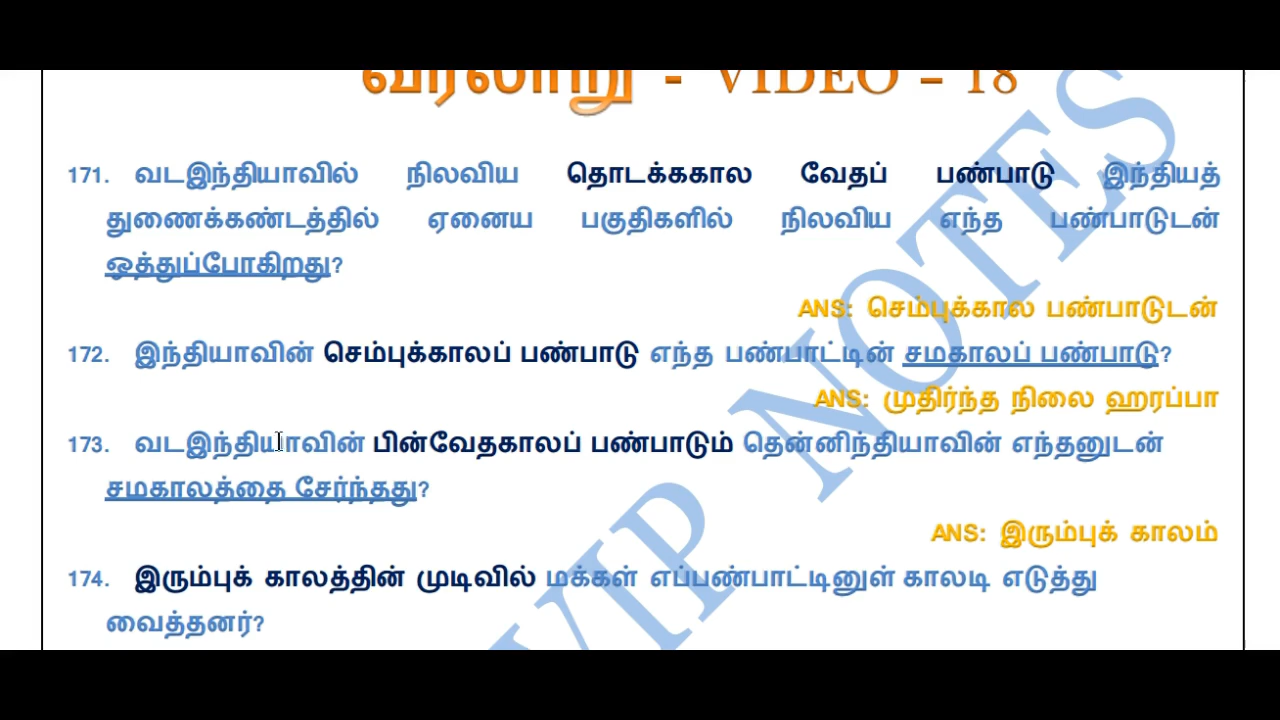 வரலாறு - VIDEO – 18
171. வடஇந்தியாவில் நிலவிய தொடக்ககால வேதப் பண்பாடு இந்தியத்
துணைக்கண்டத்தில் ஏனைய பகுதிகளில் நிலவிய எந்த பண்பாடுடன்
ஒத்துப்போகிறது?
ANS: செம்புக்கால பண்பாடுடன்
172. இந்தியாவின் செம்புக்காலப் பண்பாடு எந்த பண்பாட்டின் சமகாலப் பண்பாடு?
ANS: முதிர்ந்த நிலை ஹரப்பா
173. வடஇந்தியாவின் பின்வேதகாலப் பண்பாடும் தென்னிந்தியாவின் எந்தனுடன்
சமகாலத்தை சேர்ந்தது?
ANS: இரும்புக் காலம்
174. இரும்புக் காலத்தின் முடிவில் மக்கள் எப்பண்பாட்டினுள் காலடி எடுத்து
வைத்தனர்?
VIP NOTES